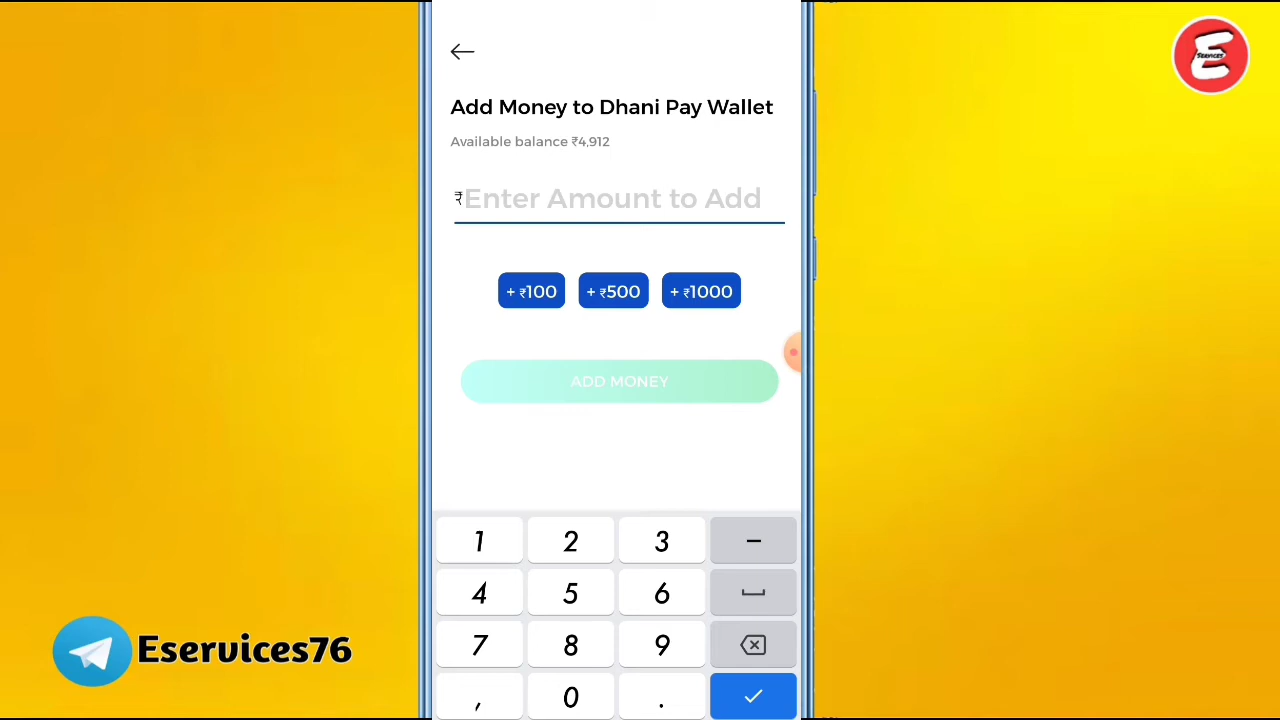 E
SERVICES
Add Money to Dhani Pay Wallet
Available balance ₹4,912
₹Enter Amount to Add
+ ₹100 + ₹500 + ₹1000
ADD MONEY
1 2 3 –
4 5 6
7 8 9
, 0 .
Eservices76